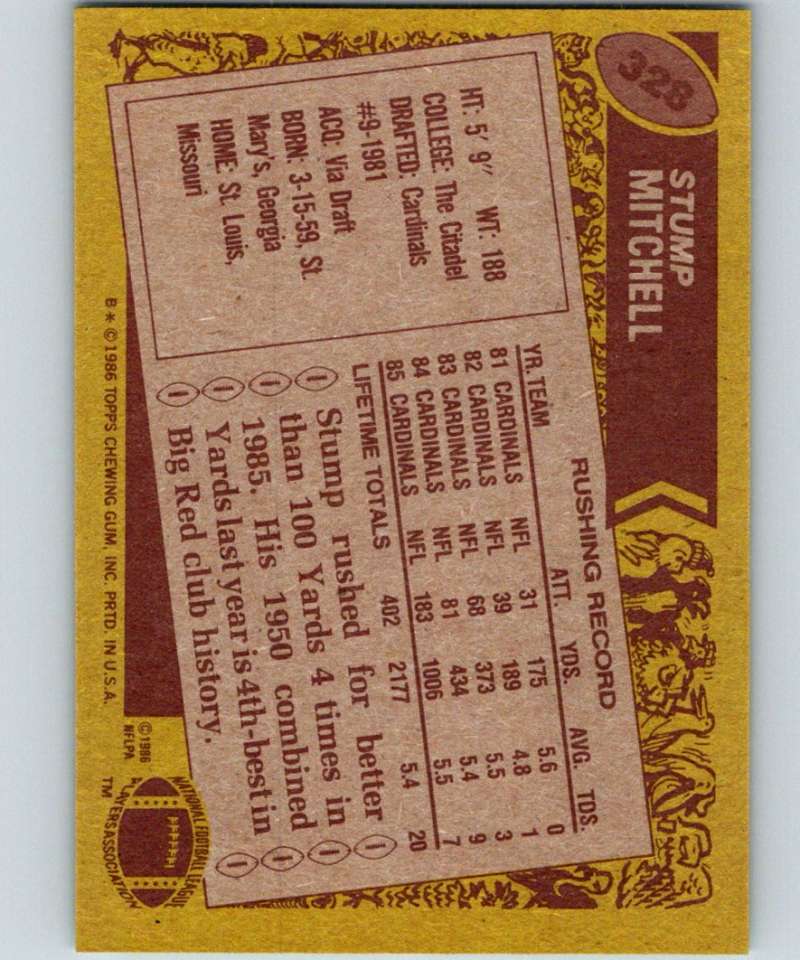 328
STUMP
MITCHELL
HT: 5' 9" WT: 188
COLLEGE: The Citadel
DRAFTED: Cardinals
#9-1981
ACQ: Via Draft
BORN: 3-15-59, St.
Mary's, Georgia
HOME: St. Louis,
Missouri
RUSHING RECORD
YR. TEAM ATT. YDS. AVG. TDS.
81 CARDINALS NFL 31 175 5.6 0
82 CARDINALS NFL 39 189 4.8 1
83 CARDINALS NFL 68 373 5.5 3
84 CARDINALS NFL 81 434 5.4 9
85 CARDINALS NFL 183 1006 5.5 7
LIFETIME TOTALS 402 2177 5.4 20
Stump rushed for better
than 100 Yards 4 times in
1985. His 1950 combined
Yards last year is 4th-best in
Big Red club history.
B* ©1986 TOPPS CHEWING GUM, INC. PRTD. IN U.S.A.
©1986
NFLPA
NATIONAL FOOTBALL LEAGUE
PLAYERS ASSOCIATION
TM